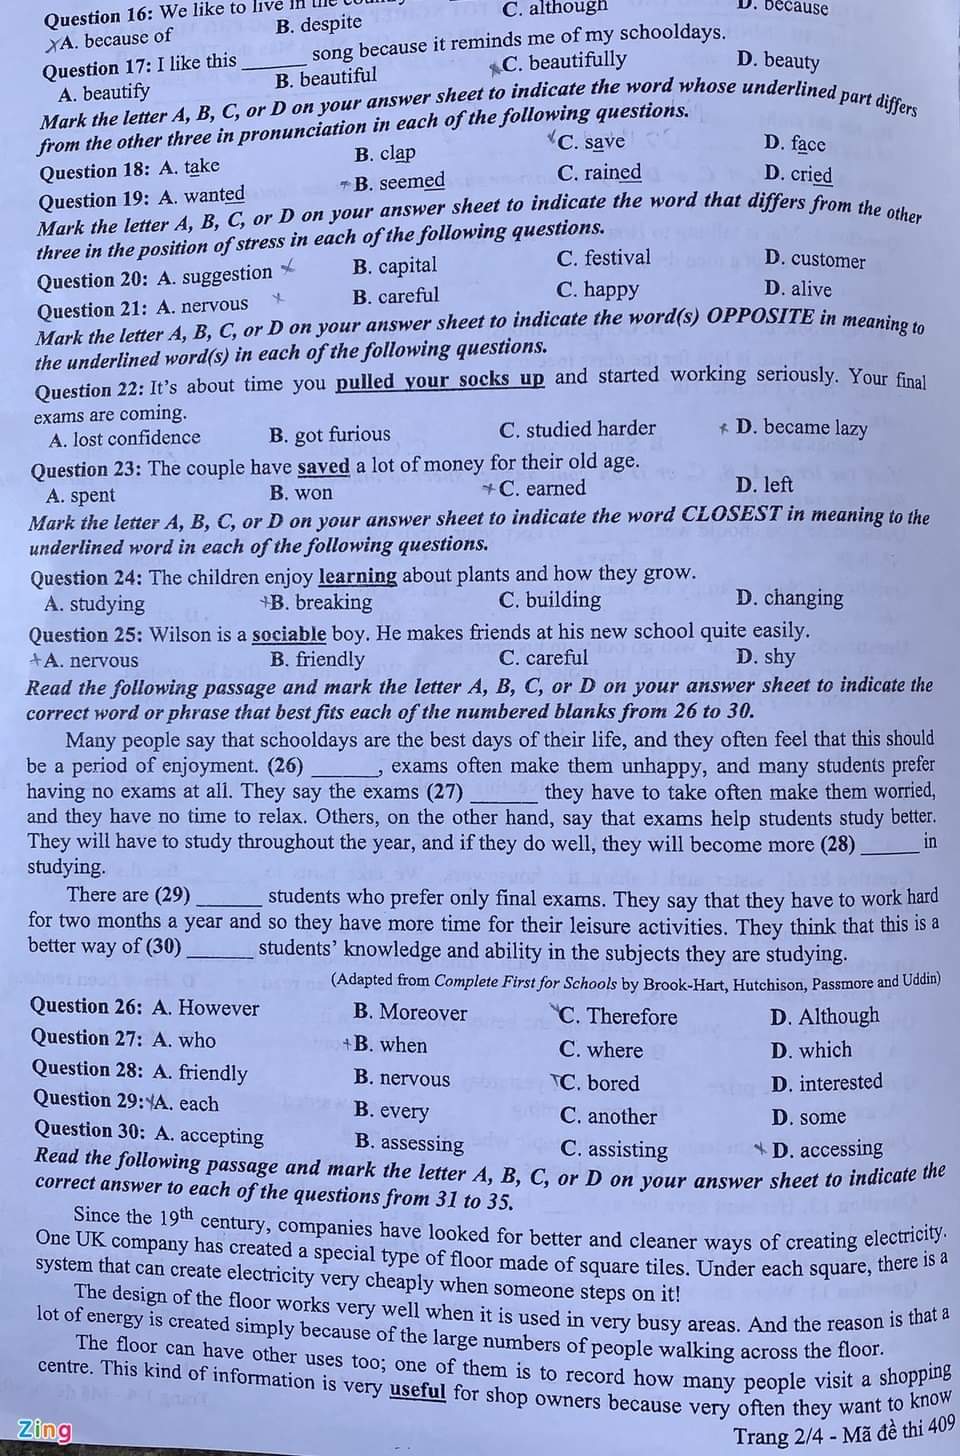 Question 16: We like to live in the
A. because of B. despite C. although D. because
Question 17: I like this ______ song because it reminds me of my schooldays.
A. beautify B. beautiful C. beautifully D. beauty
Mark the letter A, B, C, or D on your answer sheet to indicate the word whose underlined part differs
from the other three in pronunciation in each of the following questions.
Question 18: A. take B. clap C. save D. face
Question 19: A. wanted B. seemed C. rained D. cried
Mark the letter A, B, C, or D on your answer sheet to indicate the word that differs from the other
three in the position of stress in each of the following questions.
Question 20: A. suggestion B. capital C. festival D. customer
Question 21: A. nervous B. careful C. happy D. alive
Mark the letter A, B, C, or D on your answer sheet to indicate the word(s) OPPOSITE in meaning to
the underlined word(s) in each of the following questions.
Question 22: It's about time you pulled your socks up and started working seriously. Your final
exams are coming.
A. lost confidence B. got furious C. studied harder D. became lazy
Question 23: The couple have saved a lot of money for their old age.
A. spent B. won C. earned D. left
Mark the letter A, B, C, or D on your answer sheet to indicate the word CLOSEST in meaning to the
underlined word in each of the following questions.
Question 24: The children enjoy learning about plants and how they grow.
A. studying B. breaking C. building D. changing
Question 25: Wilson is a sociable boy. He makes friends at his new school quite easily.
A. nervous B. friendly C. careful D. shy
Read the following passage and mark the letter A, B, C, or D on your answer sheet to indicate the
correct word or phrase that best fits each of the numbered blanks from 26 to 30.
Many people say that schooldays are the best days of their life, and they often feel that this should
be a period of enjoyment. (26) ______, exams often make them unhappy, and many students prefer
having no exams at all. They say the exams (27) ______ they have to take often make them worried,
and they have no time to relax. Others, on the other hand, say that exams help students study better.
They will have to study throughout the year, and if they do well, they will become more (28) ______ in
studying.
There are (29) ______ students who prefer only final exams. They say that they have to work hard
for two months a year and so they have more time for their leisure activities. They think that this is a
better way of (30) ______ students' knowledge and ability in the subjects they are studying.
(Adapted from Complete First for Schools by Brook-Hart, Hutchison, Passmore and Uddin)
Question 26: A. However B. Moreover C. Therefore D. Although
Question 27: A. who B. when C. where D. which
Question 28: A. friendly B. nervous C. bored D. interested
Question 29: A. each B. every C. another D. some
Question 30: A. accepting B. assessing C. assisting D. accessing
Read the following passage and mark the letter A, B, C, or D on your answer sheet to indicate the
correct answer to each of the questions from 31 to 35.
Since the 19th century, companies have looked for better and cleaner ways of creating electricity.
One UK company has created a special type of floor made of square tiles. Under each square, there is a
system that can create electricity very cheaply when someone steps on it!
The design of the floor works very well when it is used in very busy areas. And the reason is that a
lot of energy is created simply because of the large numbers of people walking across the floor.
The floor can have other uses too; one of them is to record how many people visit a shopping
centre. This kind of information is very useful for shop owners because very often they want to know
Trang 2/4 - Mã đề thi 409
Zing